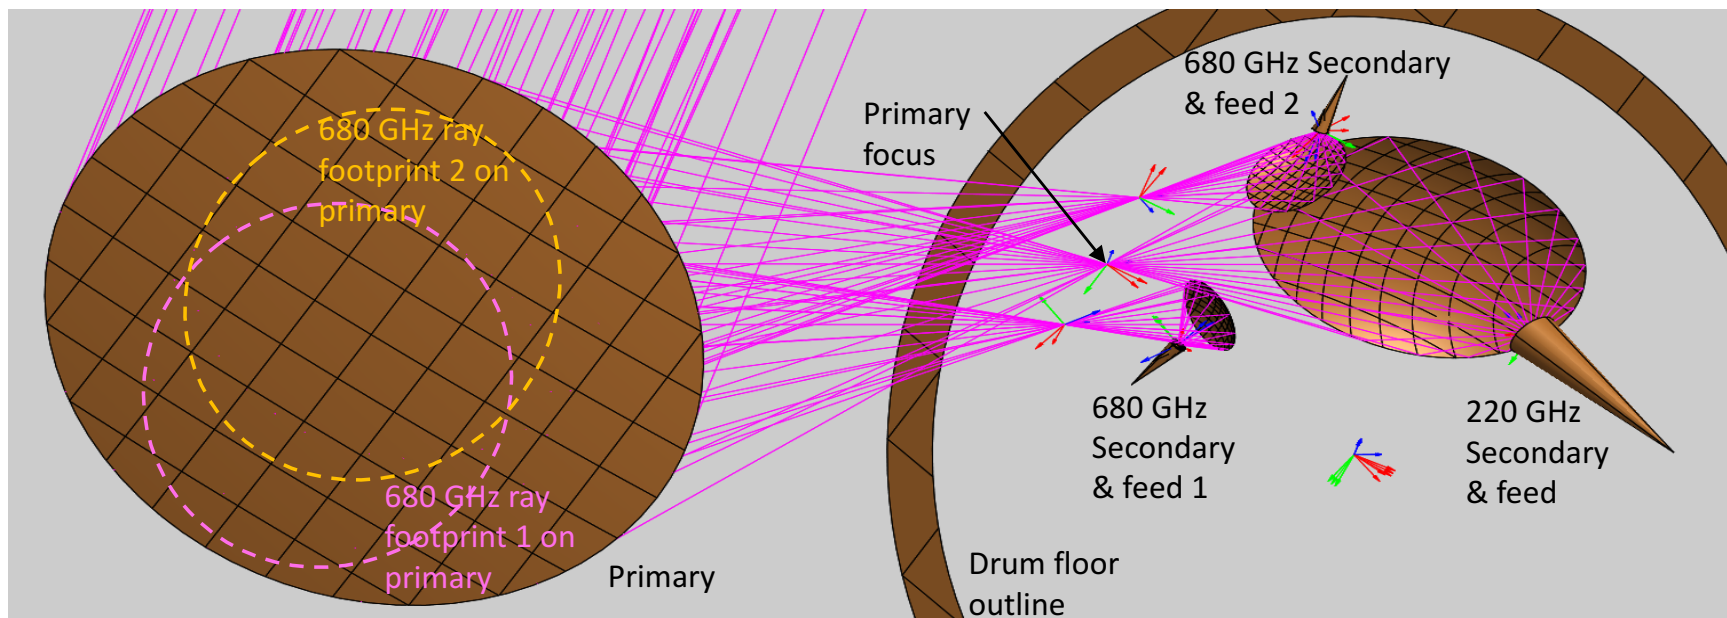 680 GHz ray
footprint 2 on
primary
680 GHz ray
footprint 1 on
primary
Primary
Primary
focus
680 GHz Secondary
& feed 2
680 GHz
Secondary
& feed 1
220 GHz
Secondary
& feed
Drum floor
outline